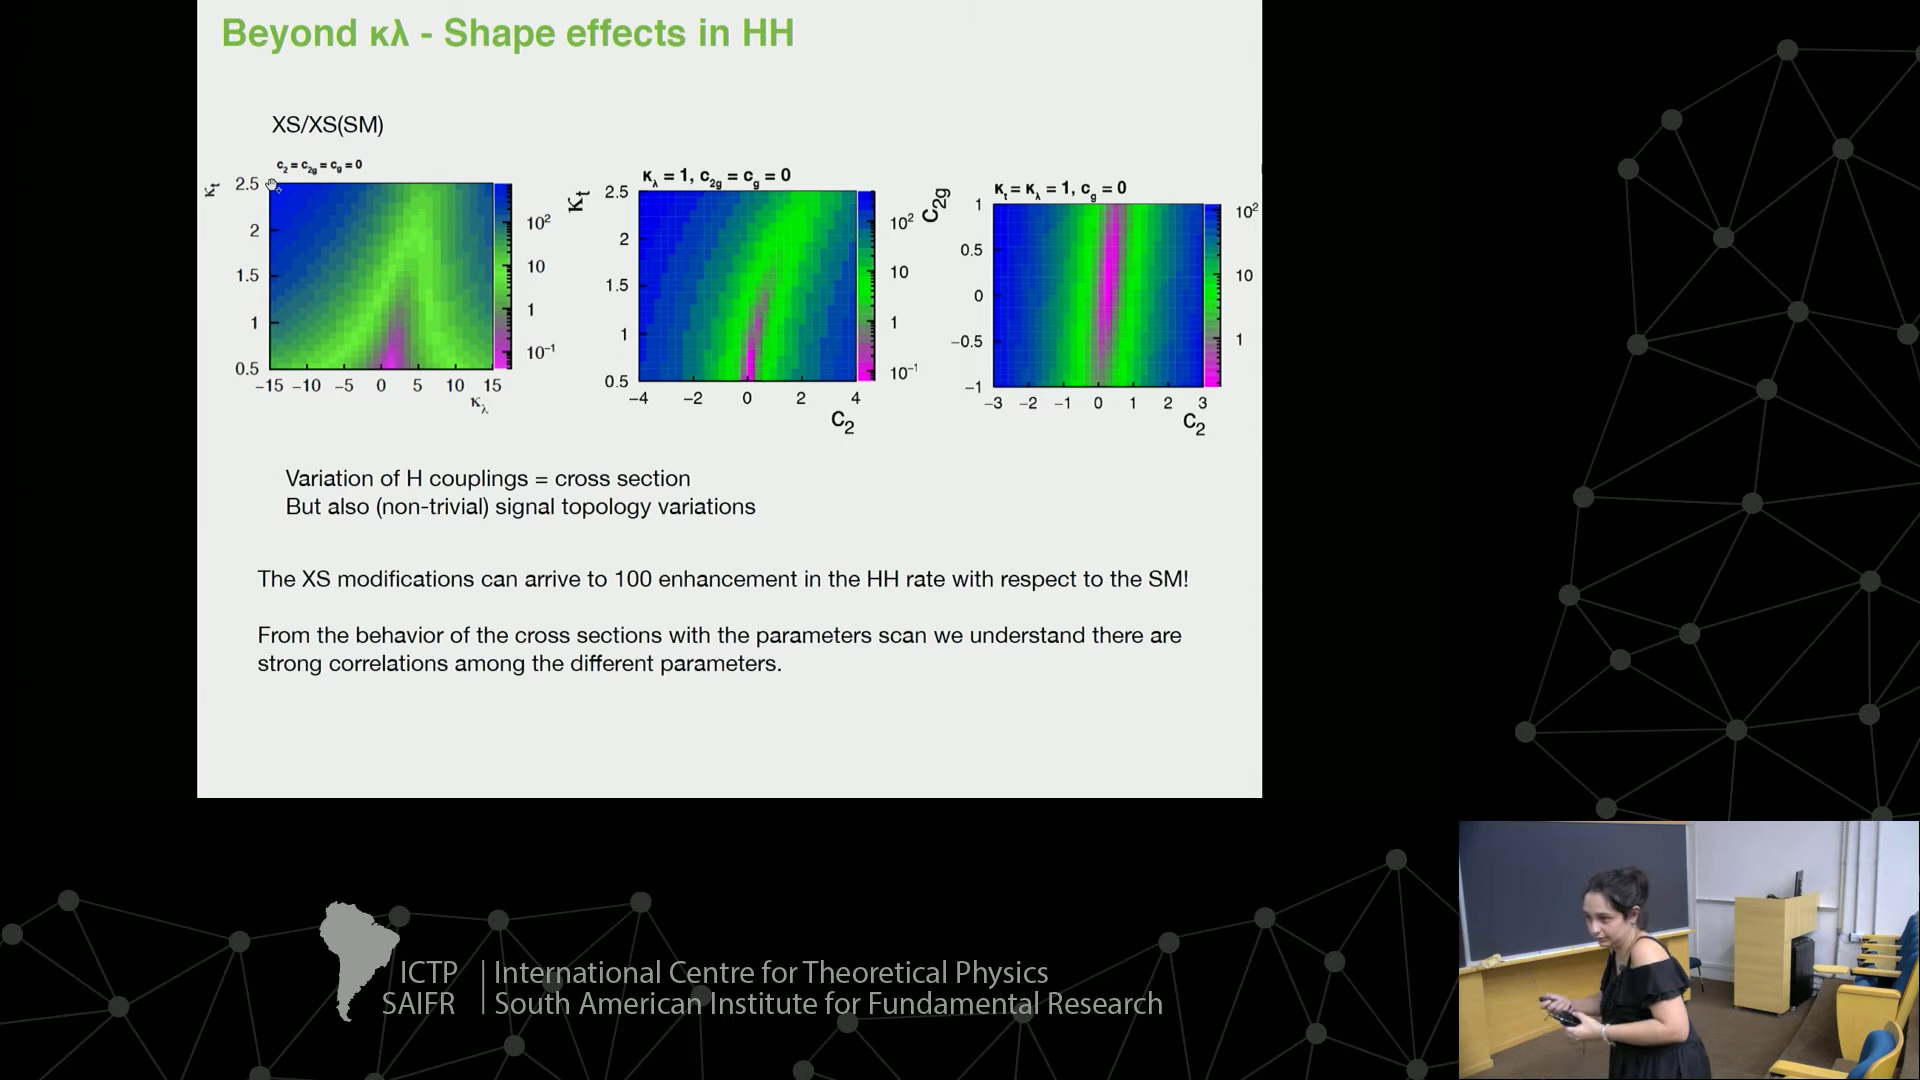 Beyond κλ - Shape effects in HH
XS/XS(SM)
c2 = c2g = cg = 0
κt
2.5
2
1.5
1
0.5
−15 −10 −5 0 5 10 15
κλ
10²
10
1
10⁻¹
κλ = 1, c2g = cg = 0
κt
2.5
2
1.5
1
0.5
−4 −2 0 2 4
C2
10²
10
1
10⁻¹
κt = κλ = 1, cg = 0
C2g
1
0.5
0
−0.5
−1
−3 −2 −1 0 1 2 3
C2
10²
10
1
Variation of H couplings = cross section
But also (non-trivial) signal topology variations
The XS modifications can arrive to 100 enhancement in the HH rate with respect to the SM!
From the behavior of the cross sections with the parameters scan we understand there are
strong correlations among the different parameters.
ICTP | International Centre for Theoretical Physics
SAIFR | South American Institute for Fundamental Research